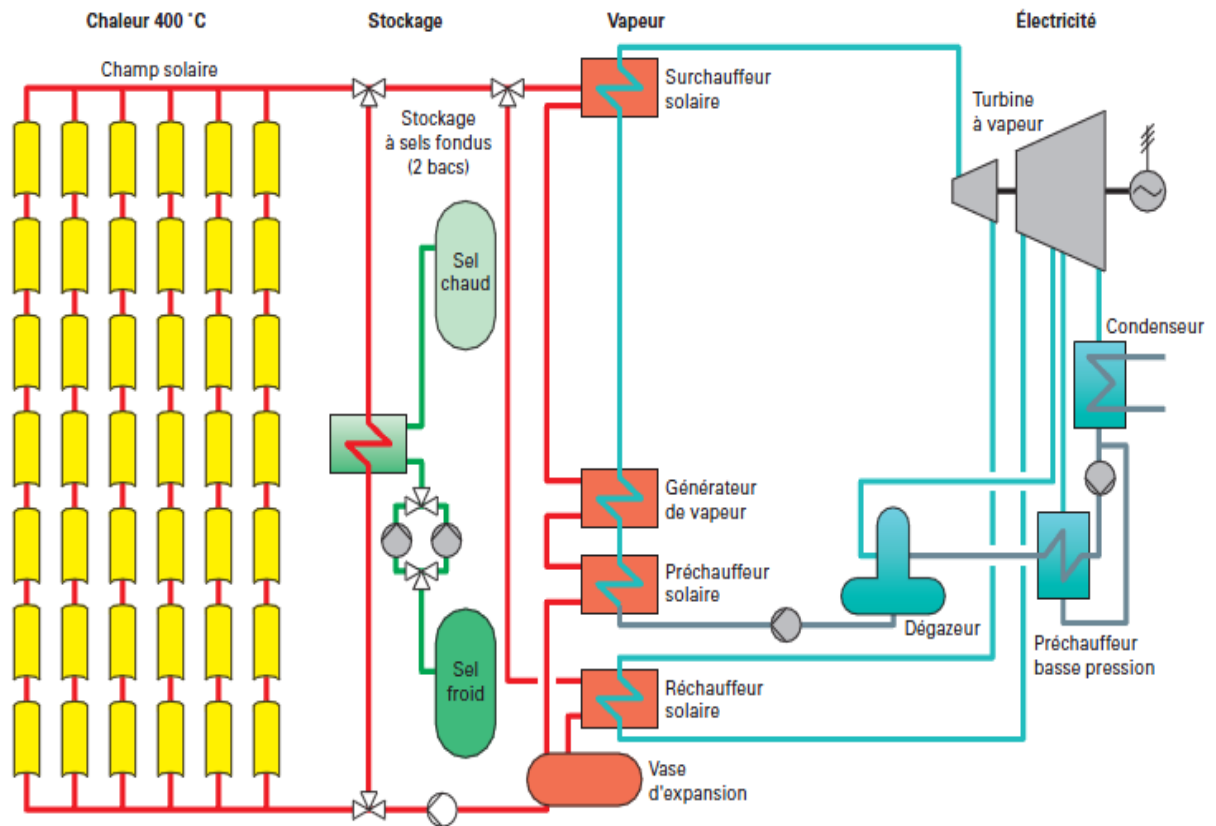 Chaleur 400 °C
Stockage
Vapeur
Électricité
Champ solaire
Stockage
à sels fondus
(2 bacs)
Surchauffeur
solaire
Turbine
à vapeur
Sel
chaud
Condenseur
Générateur
de vapeur
Préchauffeur
solaire
Dégazeur
Préchauffeur
basse pression
Sel
froid
Réchauffeur
solaire
Vase
d'expansion